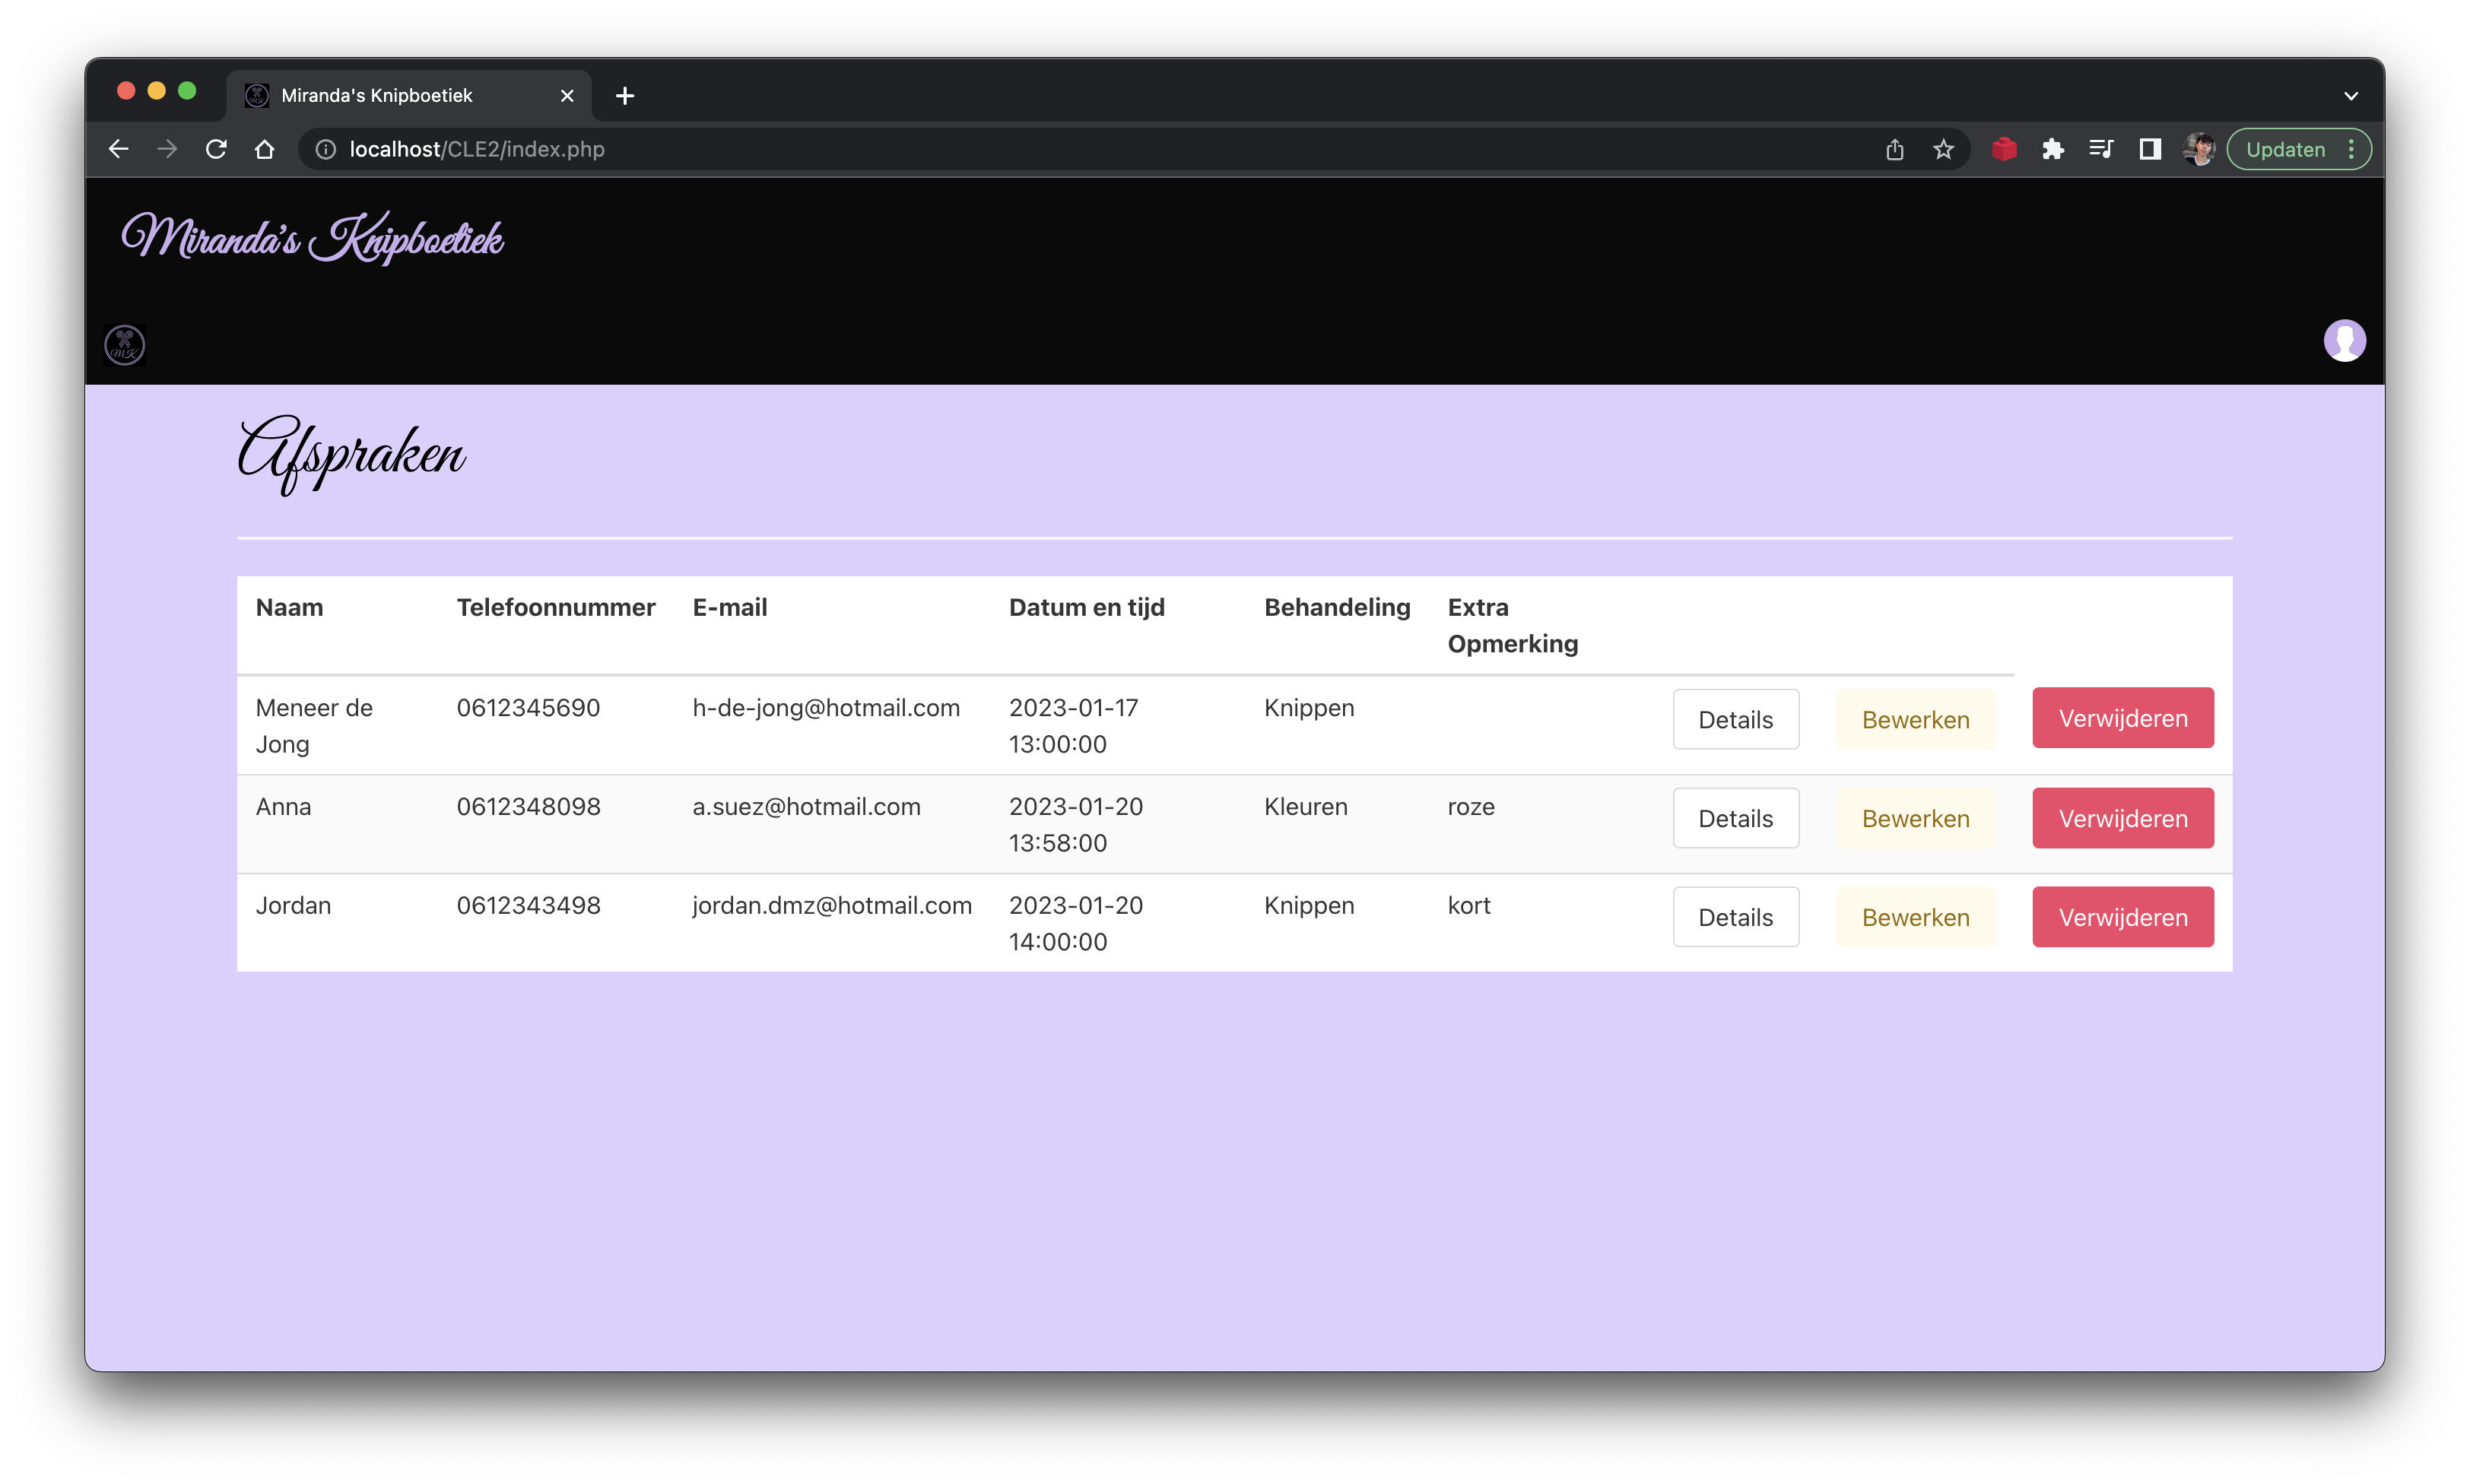 Miranda's Knipboetiek
localhost/CLE2/index.php
Updaten
Miranda's Knipboetiek
MK
Afspraken
Naam Telefoonnummer E-mail Datum en tijd Behandeling Extra
Opmerking
Meneer de 0612345690 h-de-jong@hotmail.com 2023-01-17 Knippen Details Bewerken Verwijderen
Jong 13:00:00
Anna 0612348098 a.suez@hotmail.com 2023-01-20 Kleuren roze Details Bewerken Verwijderen
13:58:00
Jordan 0612343498 jordan.dmz@hotmail.com 2023-01-20 Knippen kort Details Bewerken Verwijderen
14:00:00